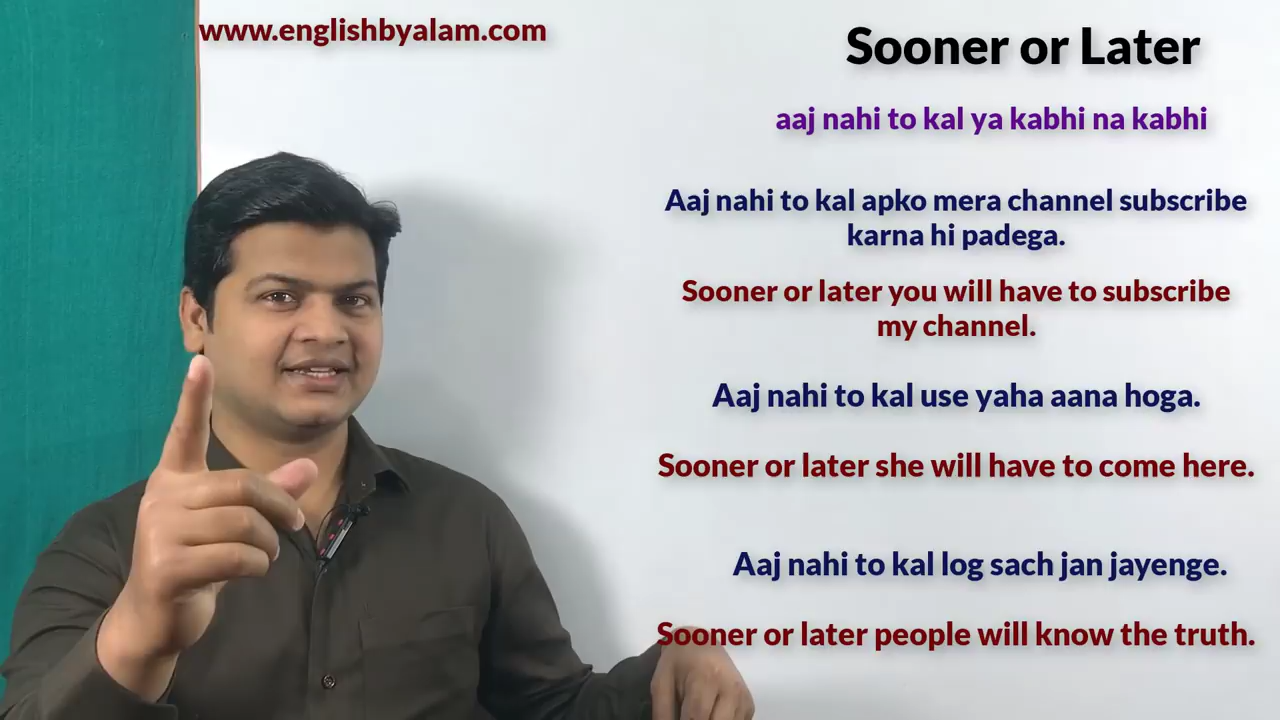 www.englishbyalam.com
Sooner or Later
aaj nahi to kal ya kabhi na kabhi
Aaj nahi to kal apko mera channel subscribe
karna hi padega.
Sooner or later you will have to subscribe
my channel.
Aaj nahi to kal use yaha aana hoga.
Sooner or later she will have to come here.
Aaj nahi to kal log sach jan jayenge.
Sooner or later people will know the truth.